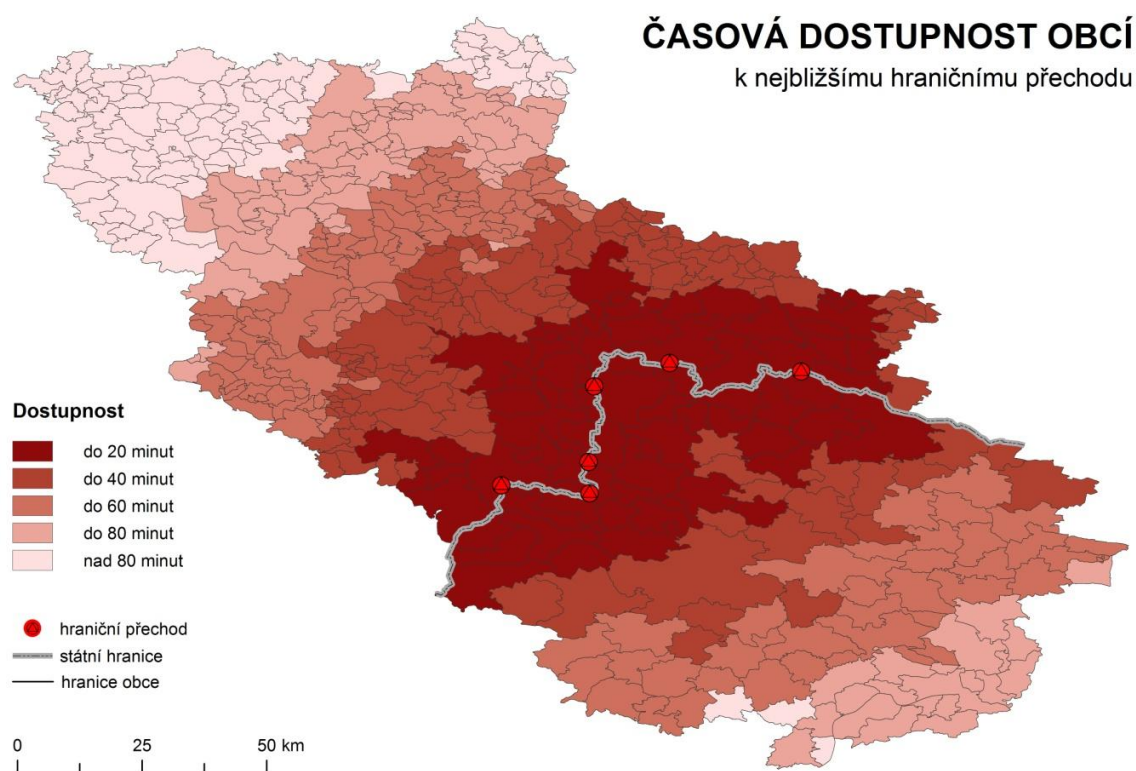 ČASOVÁ DOSTUPNOST OBCÍ
k nejbližšímu hraničnímu přechodu
Dostupnost
do 20 minut
do 40 minut
do 60 minut
do 80 minut
nad 80 minut
hraniční přechod
státní hranice
hranice obce
0 25 50 km